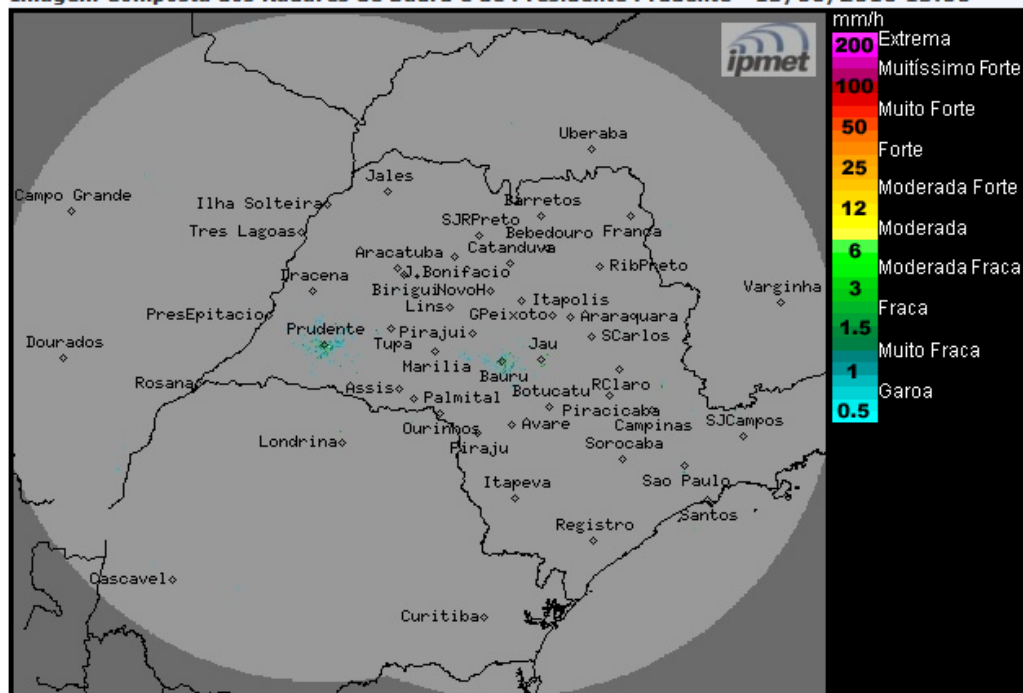 mm/h
ipmet
200 Extrema
Muitíssimo Forte
100
Muito Forte
50
Forte
25
Moderada Forte
12
Moderada
6
Moderada Fraca
3
Fraca
1.5
Muito Fraca
1
Garoa
0.5
Uberaba
Jales
Campo Grande
Ilha Solteira
Barretos
SJRPreto
Tres Lagoas
Bebedouro
Franca
Catanduva
Aracatuba
J.Bonifacio
RibPreto
Dracena
Birigui
NovoH
Varginha
Itapolis
Lins
PresEpitacio
GPeixoto
Araraquara
Prudente
Pirajui
SCarlos
Dourados
Tupa
Jau
Marilia
Bauru
Rosana
Assis
Botucatu
RClaro
Palmital
Piracicaba
Ourinhos
Avare
Campinas
SJCampos
Londrina
Piraju
Sorocaba
Itapeva
Sao Paulo
Santos
Registro
Cascavel
Curitiba